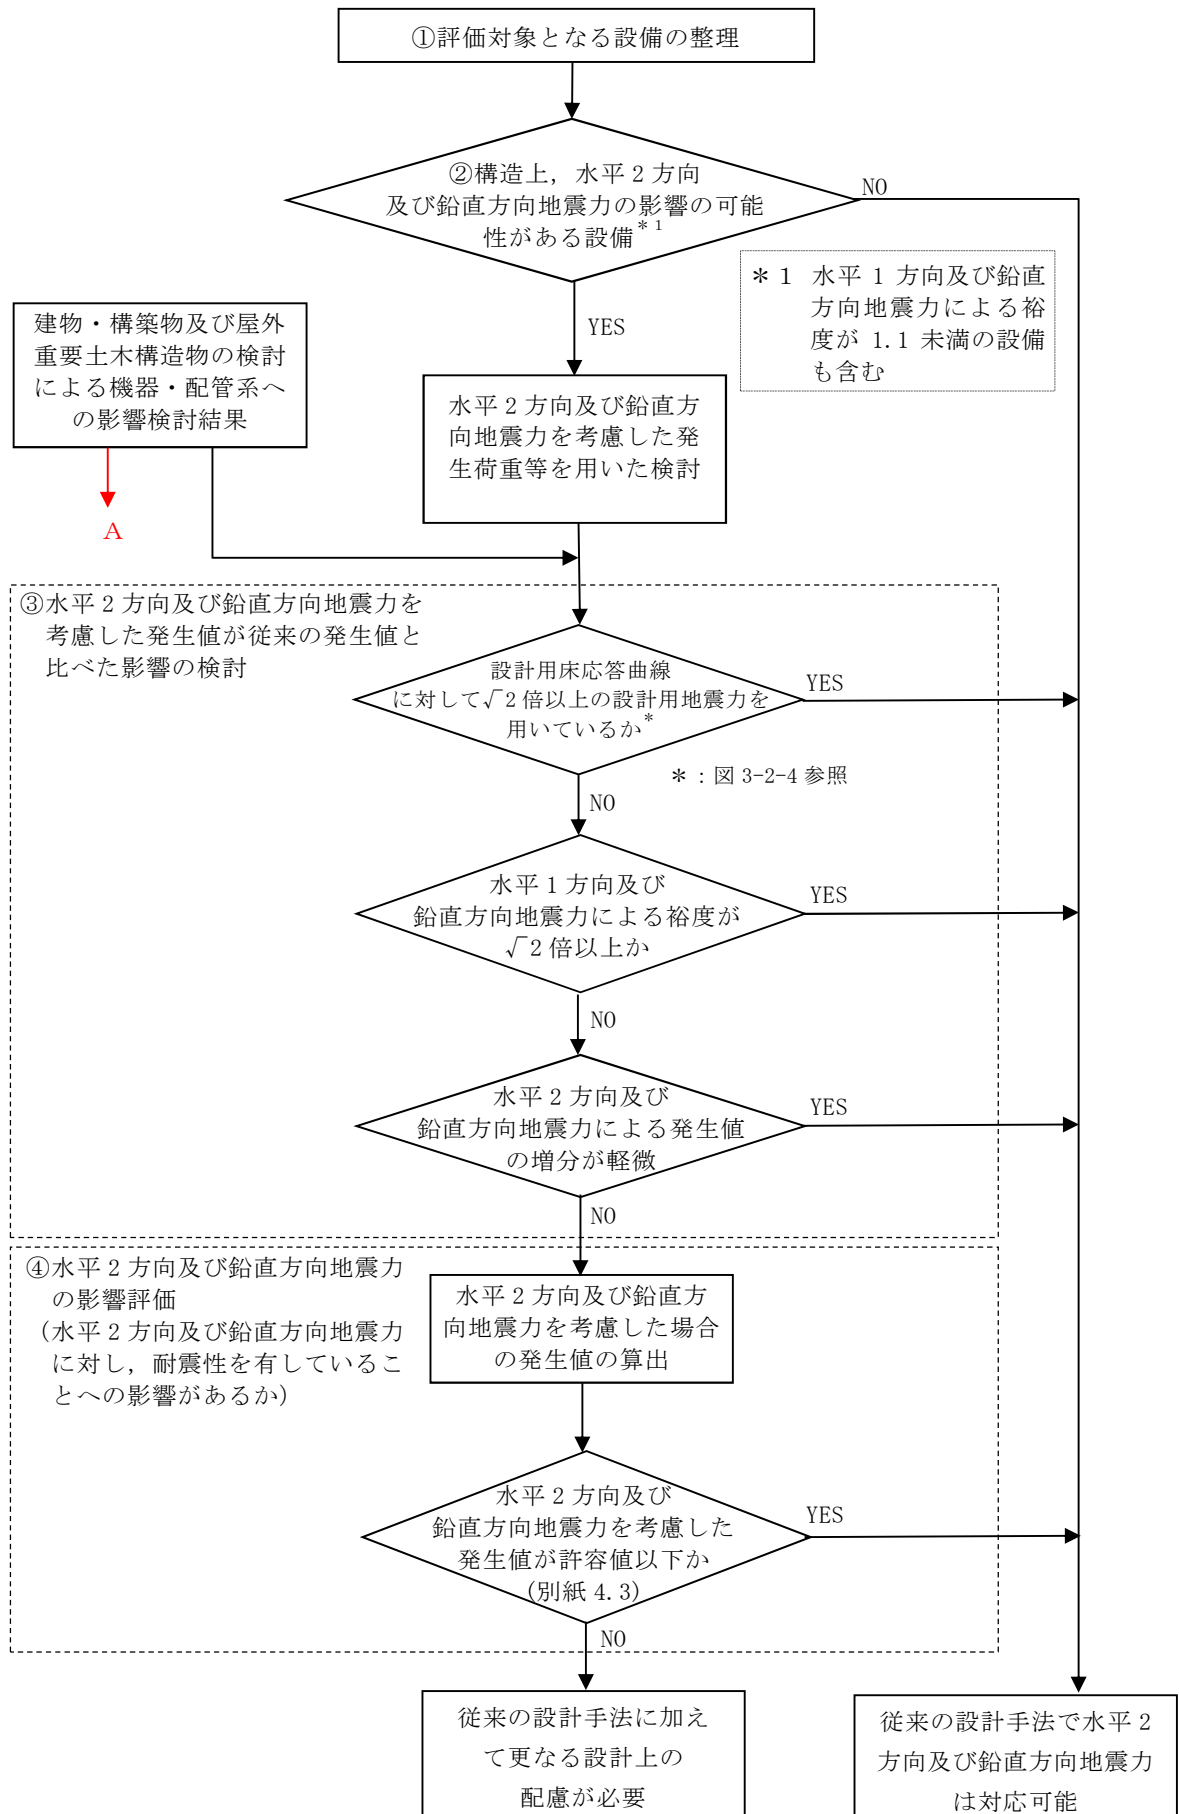 ①評価対象となる設備の整理
②構造上，水平２方向
及び鉛直方向地震力の影響の可能
性がある設備＊１
NO
＊１ 水平 1 方向及び鉛直
方向地震力による裕
度が 1.1 未満の設備
も含む
YES
建物・構築物及び屋外
重要土木構造物の検討
による機器・配管系へ
の影響検討結果
A
水平２方向及び鉛直方
向地震力を考慮した発
生荷重等を用いた検討
③水平２方向及び鉛直方向地震力を
考慮した発生値が従来の発生値と
比べた影響の検討
設計用床応答曲線
に対して√２倍以上の設計用地震力を
用いているか＊
YES
＊：図 3-2-4 参照
NO
水平１方向及び
鉛直方向地震力による裕度が
√２倍以上か
YES
NO
水平２方向及び
鉛直方向地震力による発生値
の増分が軽微
YES
NO
④水平２方向及び鉛直方向地震力
の影響評価
（水平２方向及び鉛直方向地震力
に対し，耐震性を有しているこ
とへの影響があるか）
水平２方向及び鉛直方
向地震力を考慮した場合
の発生値の算出
水平２方向及び
鉛直方向地震力を考慮した
発生値が許容値以下か
(別紙 4.3)
YES
NO
従来の設計手法に加え
て更なる設計上の
配慮が必要
従来の設計手法で水平２
方向及び鉛直方向地震力
は対応可能